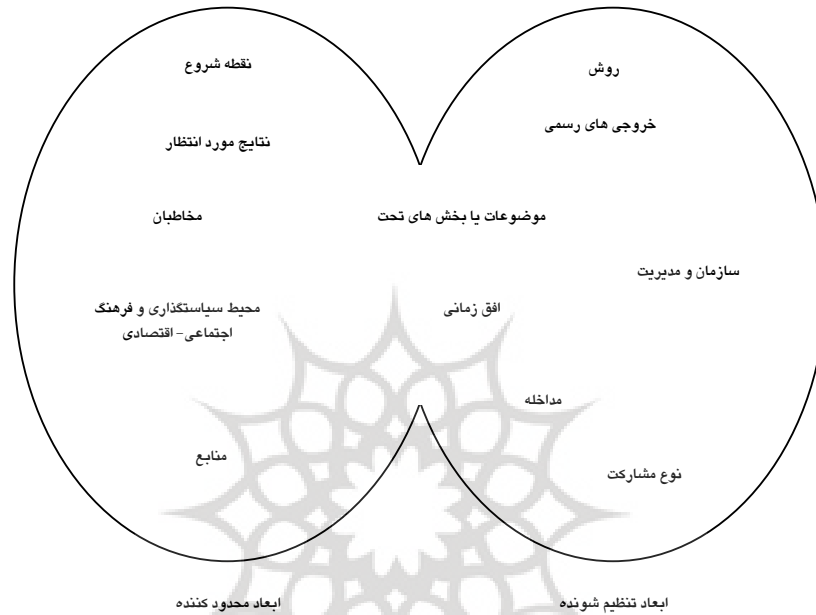 روش
نقطه شروع
خروجی های رسمی
نتایج مورد انتظار
موضوعات یا بخش های تحت
مخاطبان
سازمان و مدیریت
افق زمانی
محیط سیاستگذاری و فرهنگ
اجتماعی- اقتصادی
مداخله
منابع
نوع مشارکت
ابعاد تنظیم شونده
ابعاد محدود کننده